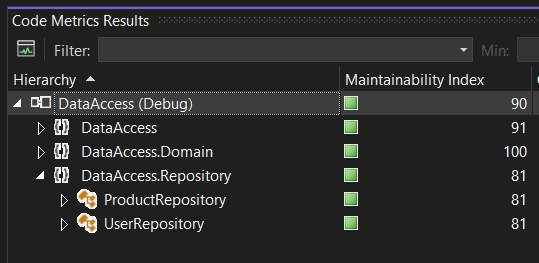 Code Metrics Results
Filter: Min:
Hierarchy Maintainability Index
DataAccess (Debug) 90
DataAccess 91
DataAccess.Domain 100
DataAccess.Repository 81
ProductRepository 81
UserRepository 81